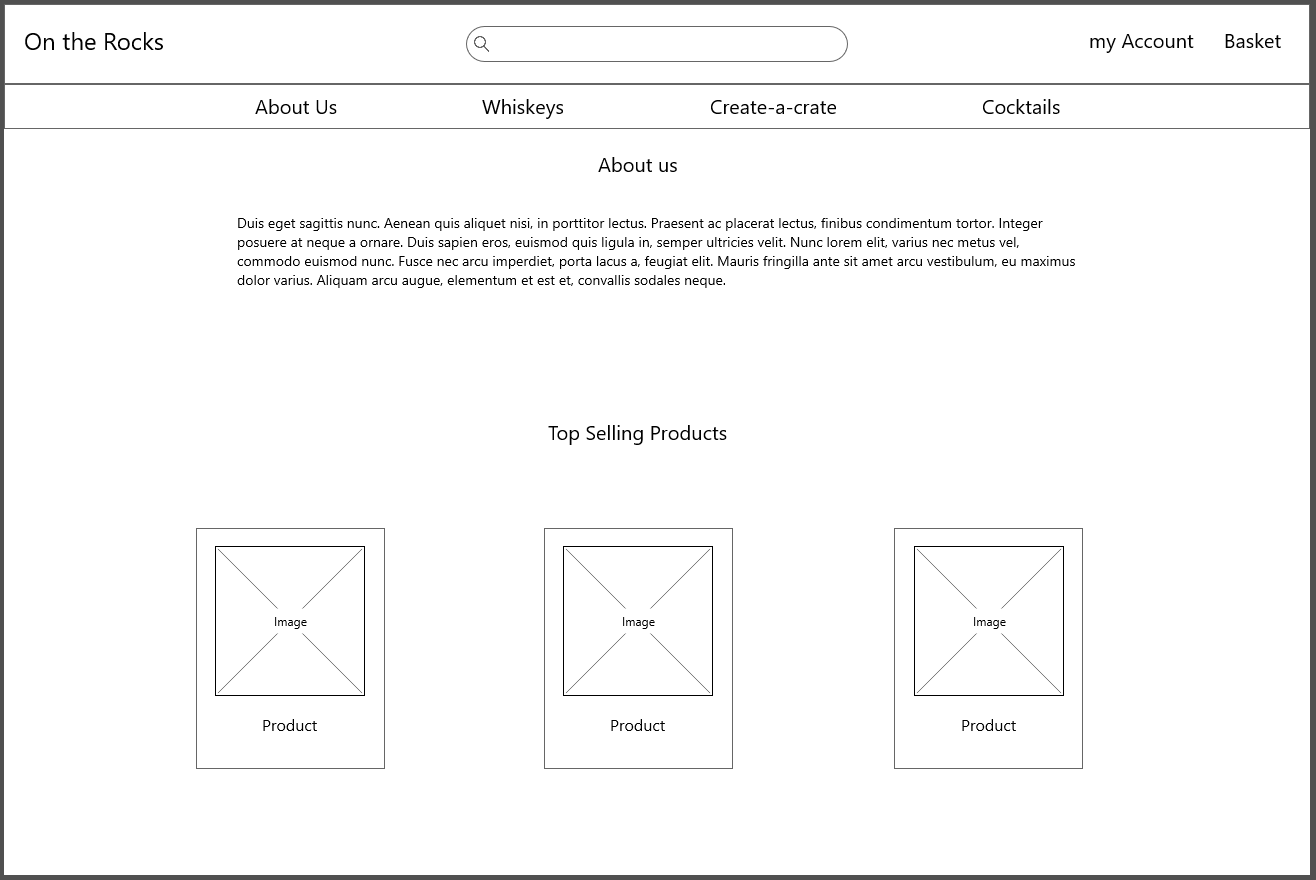 On the Rocks
my Account Basket
About Us Whiskeys Create-a-crate Cocktails
About us
Duis eget sagittis nunc. Aenean quis aliquet nisi, in porttitor lectus. Praesent ac placerat lectus, finibus condimentum tortor. Integer
posuere at neque a ornare. Duis sapien eros, euismod quis ligula in, semper ultricies velit. Nunc lorem elit, varius nec metus vel,
commodo euismod nunc. Fusce nec arcu imperdiet, porta lacus a, feugiat elit. Mauris fringilla ante sit amet arcu vestibulum, eu maximus
dolor varius. Aliquam arcu augue, elementum et est et, convallis sodales neque.
Top Selling Products
Image Image Image
Product Product Product